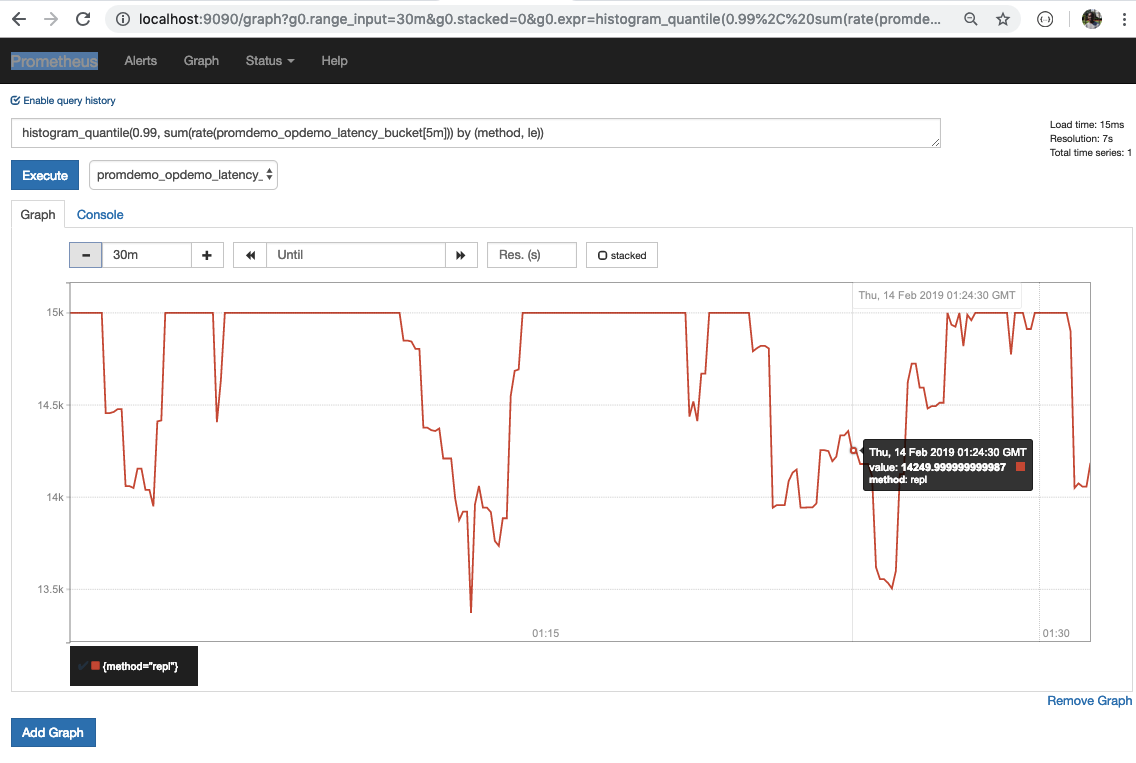 localhost:9090/graph?g0.range_input=30m&g0.stacked=0&g0.expr=histogram_quantile(0.99%2C%20sum(rate(promde...
Prometheus Alerts Graph Status Help
Enable query history
histogram_quantile(0.99, sum(rate(promdemo_opdemo_latency_bucket[5m])) by (method, le))
Load time: 15ms
Resolution: 7s
Total time series: 1
Execute promdemo_opdemo_latency_
Graph Console
30m Until Res. (s) stacked
Thu, 14 Feb 2019 01:24:30 GMT
15k
14.5k
Thu, 14 Feb 2019 01:24:30 GMT
value: 14249.999999999987
method: repl
14k
13.5k
01:15 01:30
{method="repl"}
Remove Graph
Add Graph